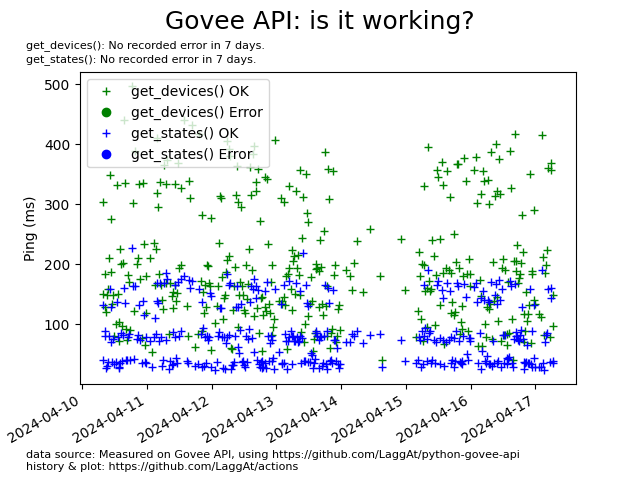 Govee API: is it working?
get_devices(): No recorded error in 7 days.
get_states(): No recorded error in 7 days.
500
400
300
200
100
Ping (ms)
get_devices() OK
get_devices() Error
get_states() OK
get_states() Error
2024-04-10
2024-04-11
2024-04-12
2024-04-13
2024-04-14
2024-04-15
2024-04-16
2024-04-17
data source: Measured on Govee API, using https://github.com/LaggAt/python-govee-api
history & plot: https://github.com/LaggAt/actions